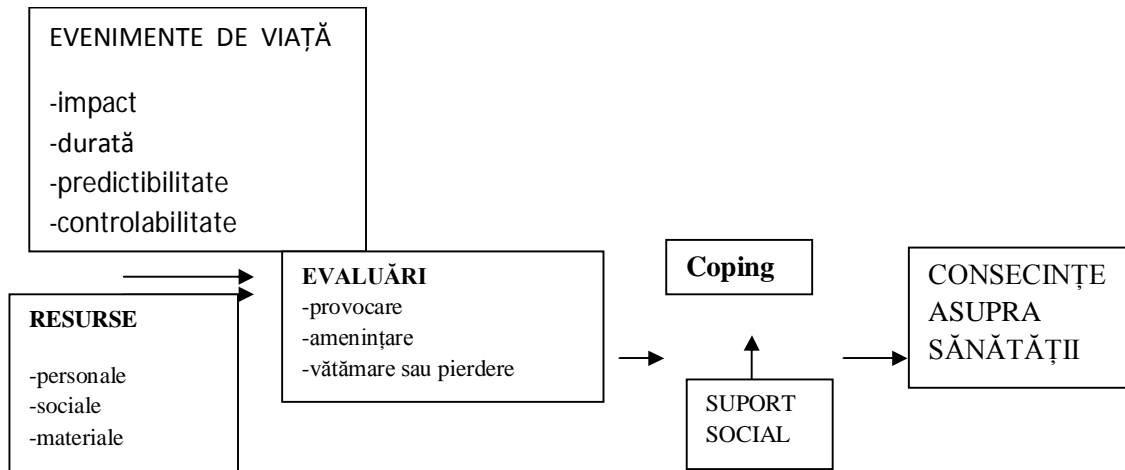 EVENIMENTE DE VIAȚĂ
-impact
-durată
-predictibilitate
-controlabilitate
RESURSE
-personale
-sociale
-materiale
EVALUĂRI
-provocare
-amenințare
-vătămare sau pierdere
Coping
SUPORT
SOCIAL
CONSECINȚE
ASUPRA
SĂNĂTĂȚII